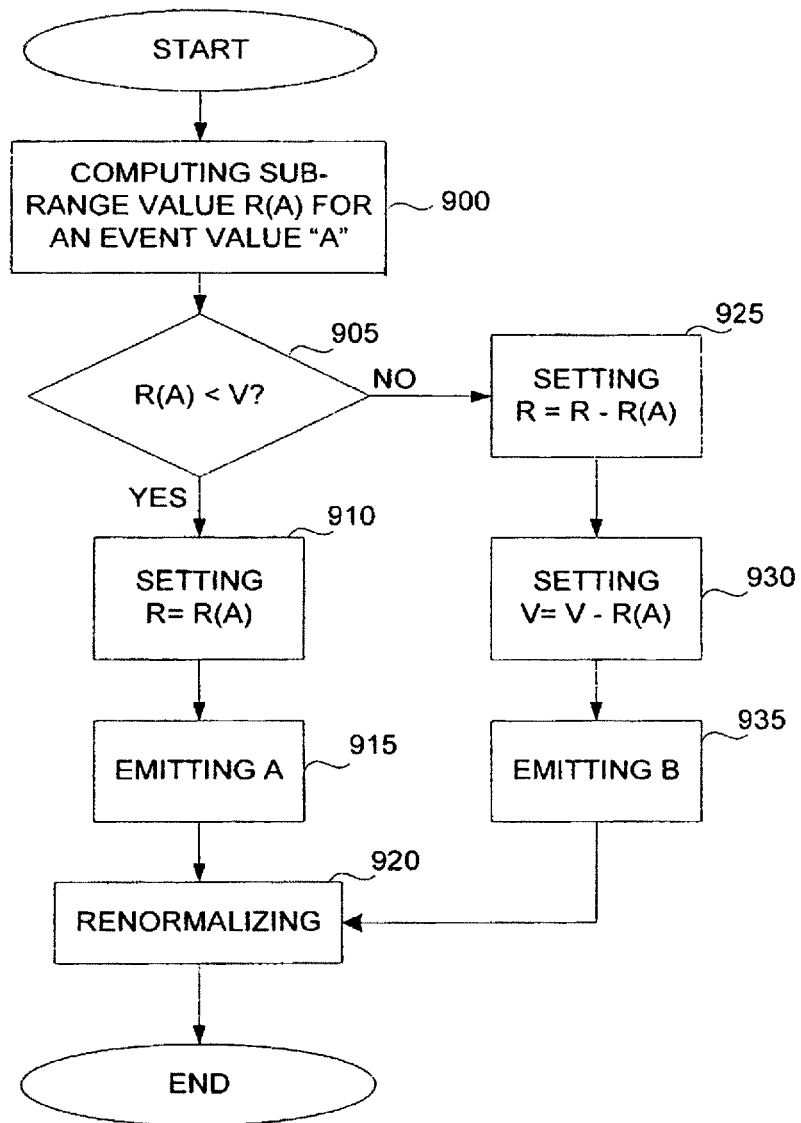 START
COMPUTING SUB-
RANGE VALUE R(A) FOR
AN EVENT VALUE "A"
900
905
R(A) < V?
NO
YES
925
SETTING
R = R - R(A)
910
SETTING
R= R(A)
930
SETTING
V= V - R(A)
915
EMITTING A
935
EMITTING B
920
RENORMALIZING
END